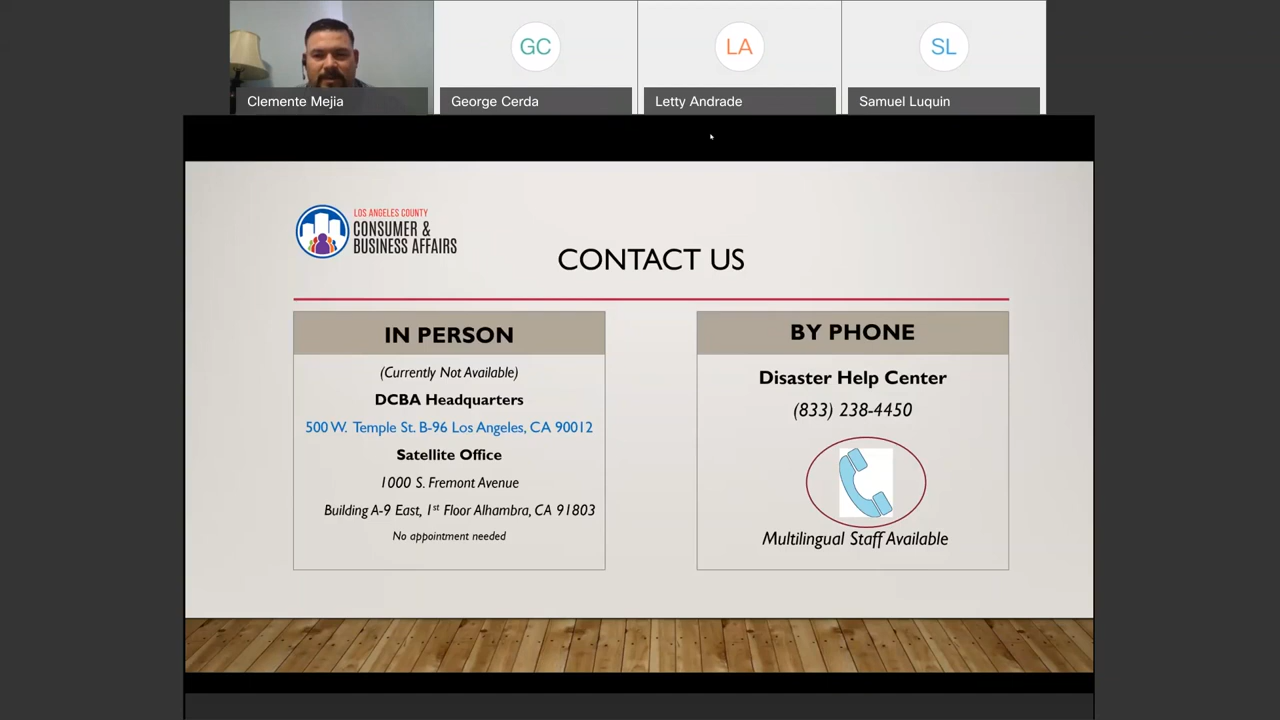 GC
LA
SL
Clemente Mejia
George Cerda
Letty Andrade
Samuel Luquin
LOS ANGELES COUNTY
CONSUMER &
BUSINESS AFFAIRS
CONTACT US
IN PERSON
(Currently Not Available)
DCBA Headquarters
500 W. Temple St. B-96 Los Angeles, CA 90012
Satellite Office
1000 S. Fremont Avenue
Building A-9 East, 1st Floor Alhambra, CA 91803
No appointment needed
BY PHONE
Disaster Help Center
(833) 238-4450
Multilingual Staff Available